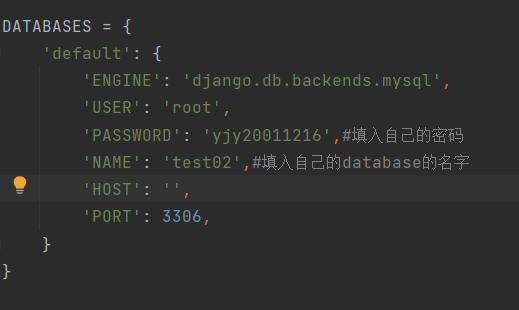 DATABASES = {
'default': {
'ENGINE': 'django.db.backends.mysql',
'USER': 'root',
'PASSWORD': 'yjy20011216',#填入自己的密码
'NAME': 'test02',#填入自己的database的名字
'HOST': '',
'PORT': 3306,
}
}